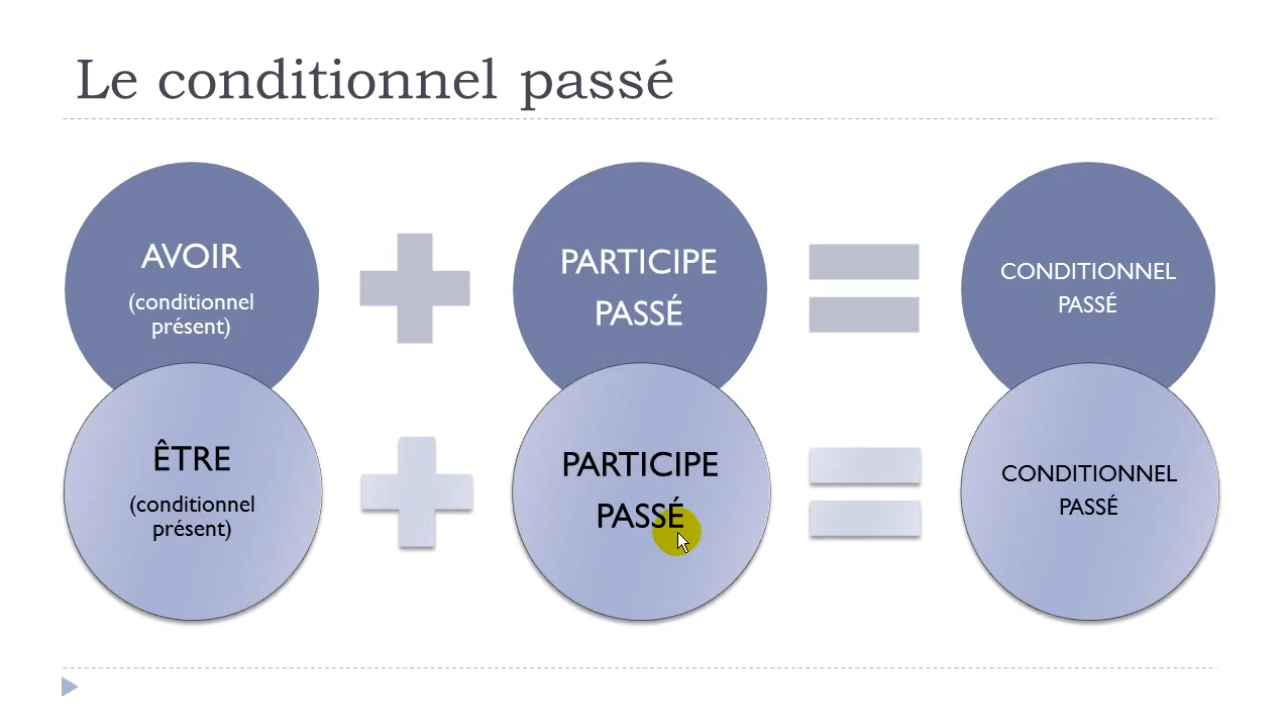 Le conditionnel passé
AVOIR
(conditionnel
présent)
PARTICIPE
PASSÉ
CONDITIONNEL
PASSÉ
ÊTRE
(conditionnel
présent)
PARTICIPE
PASSÉ
CONDITIONNEL
PASSÉ